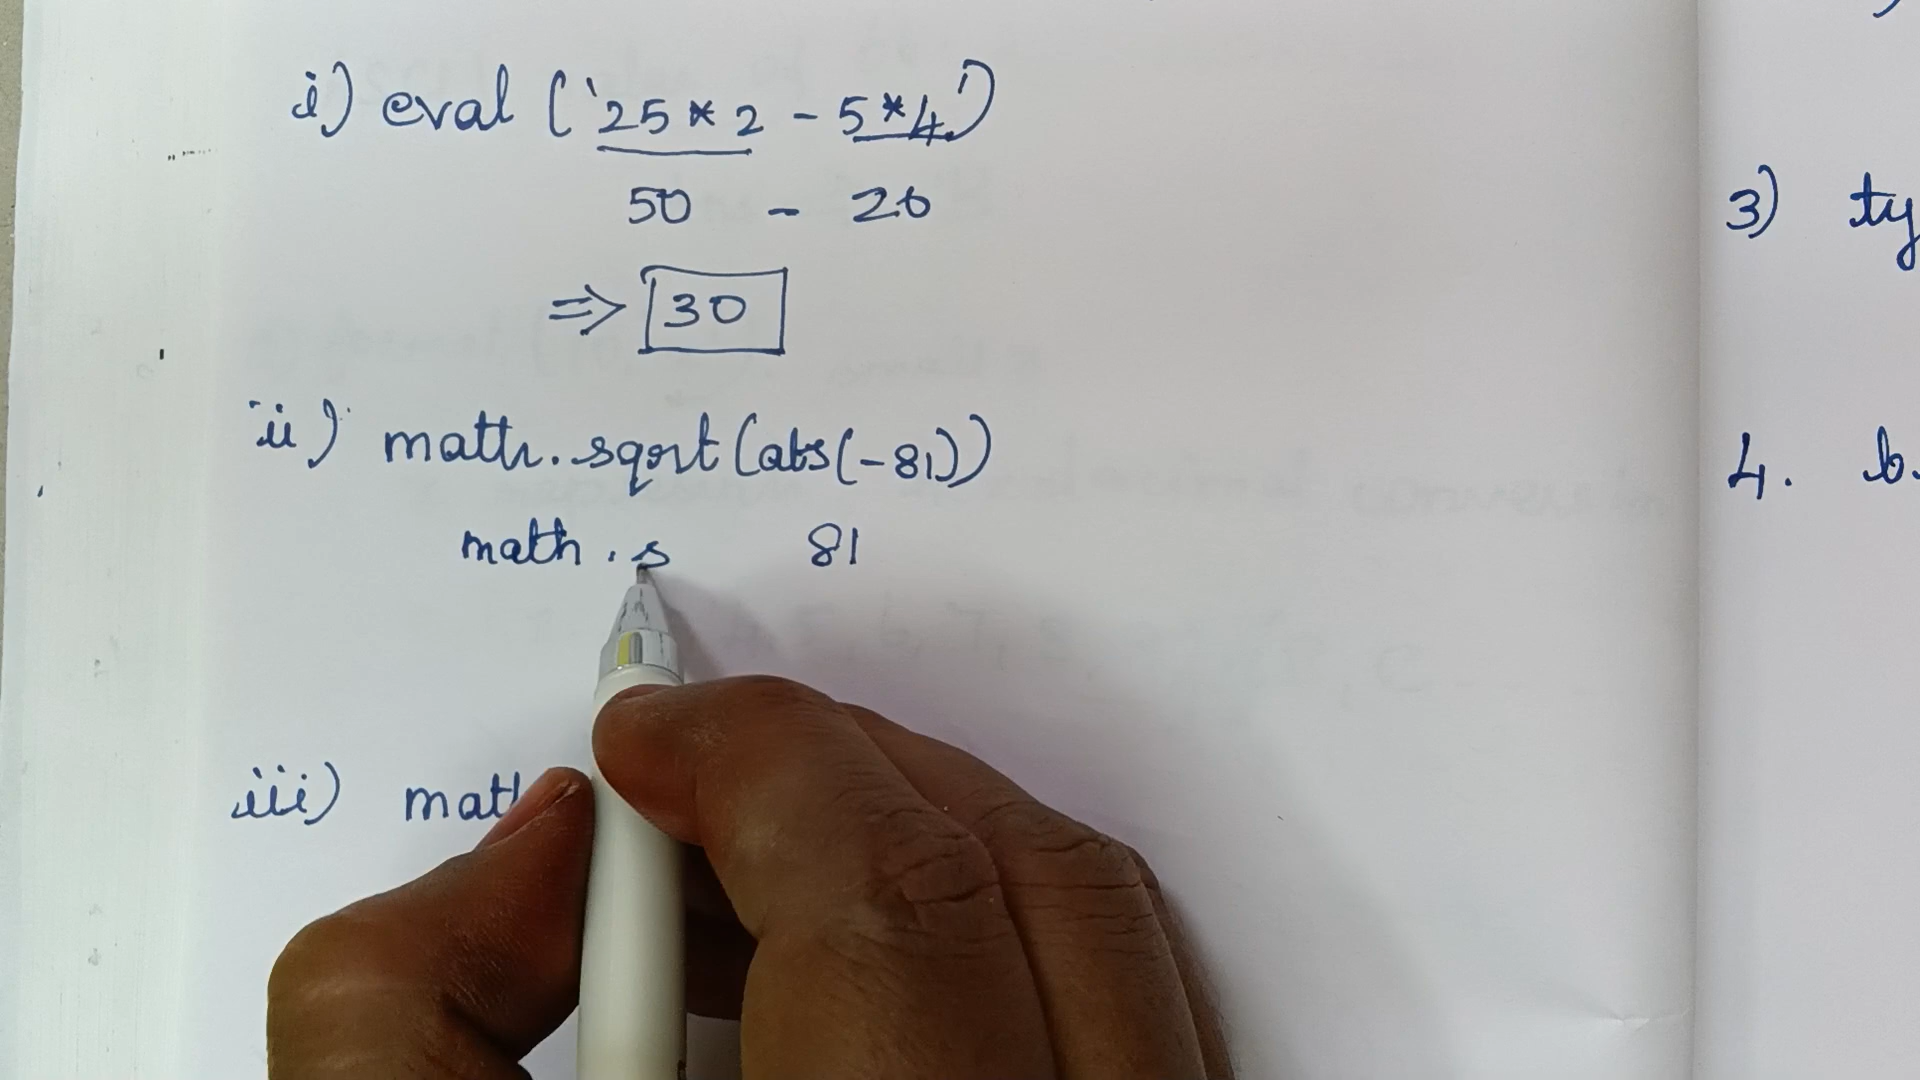 i) eval ('25 * 2 - 5 * 4')
50 - 20
⇒ 30
ii) math.sqrt(abs(-81))
math . s 81
iii)
3) ty
4. b